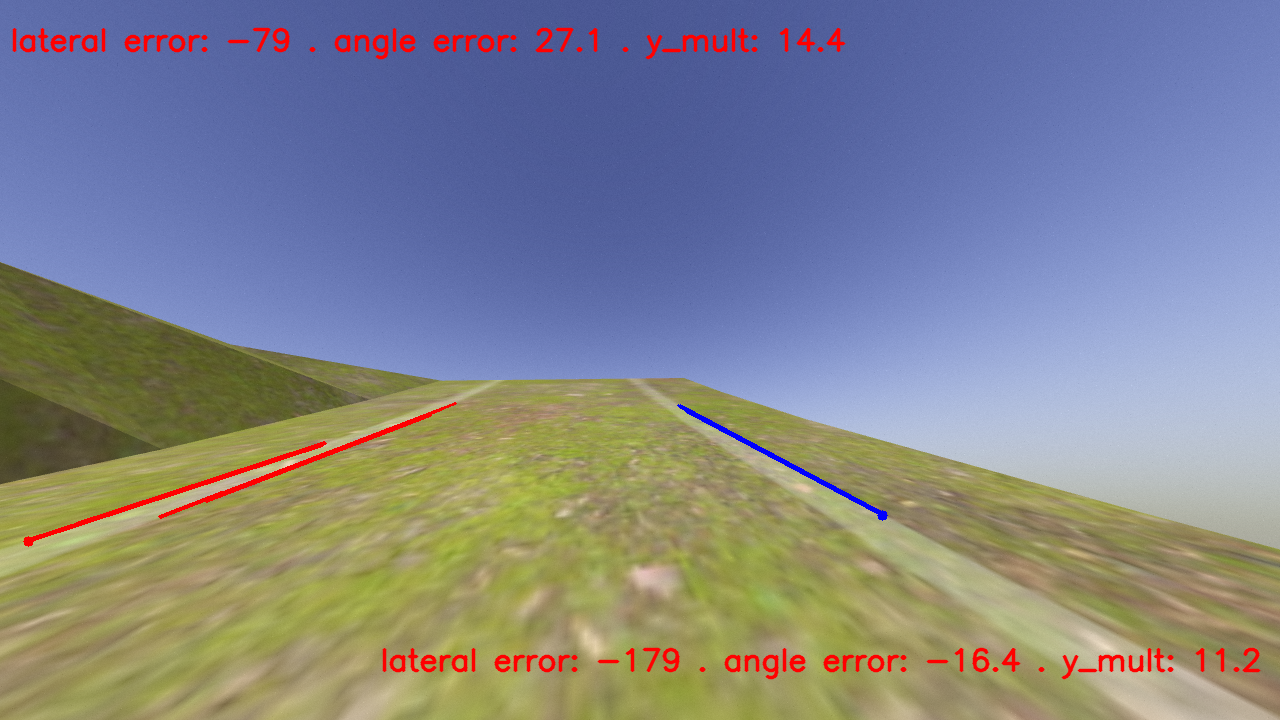 lateral error: -79 . angle error: 27.1 . y_mult: 14.4
lateral error: -179 . angle error: -16.4 . y_mult: 11.2